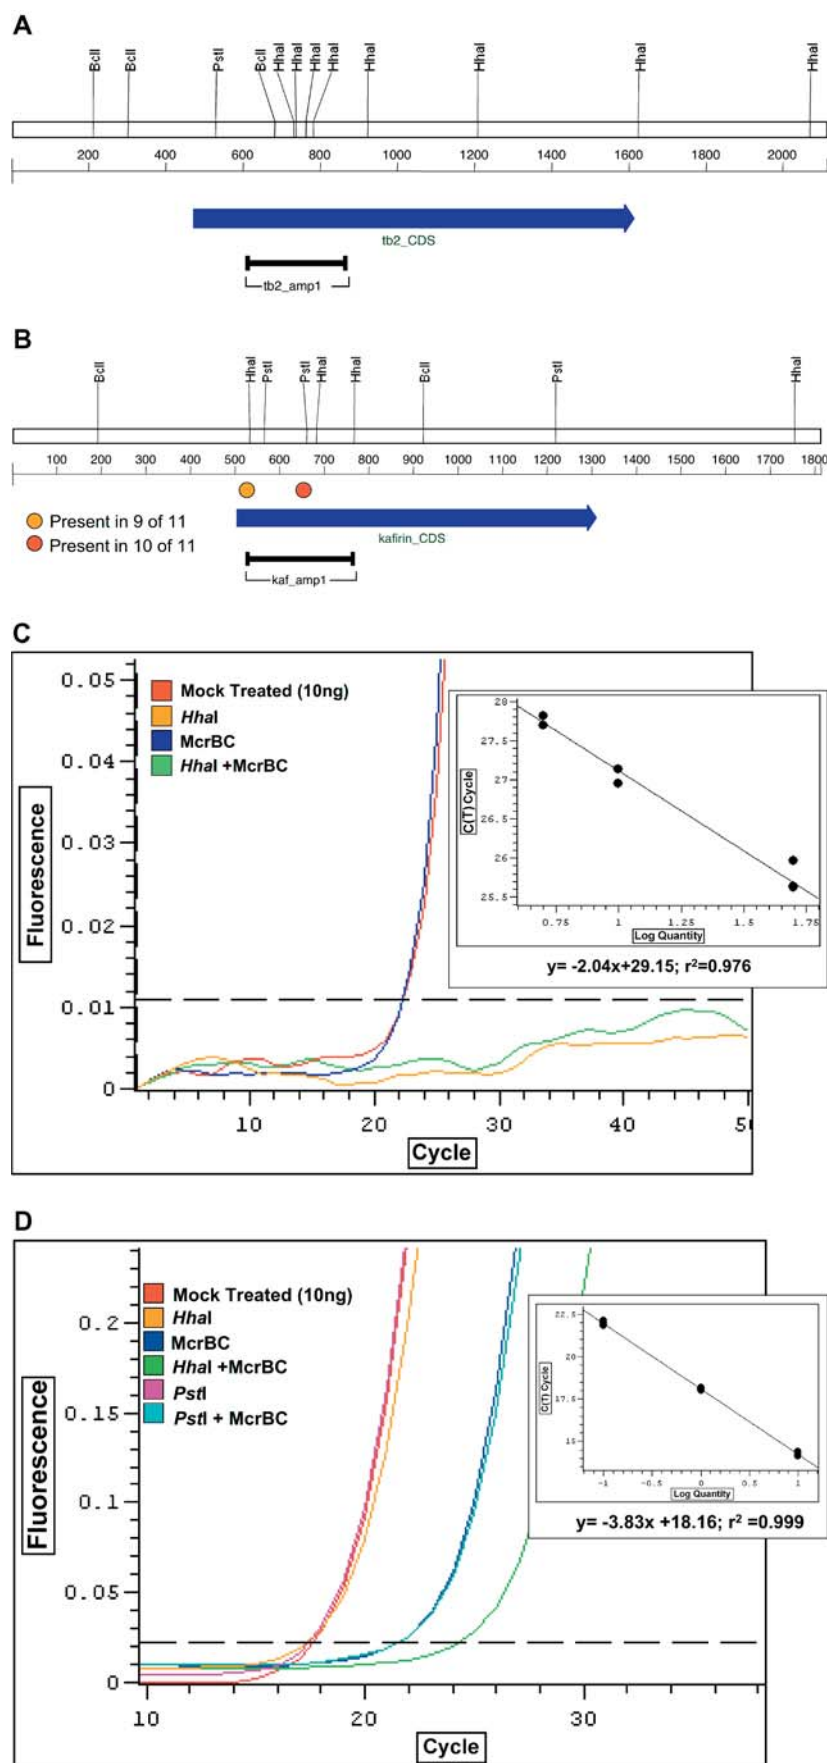 A
BclI
BclI
PstI
BclI
HhaI
HhaI
HhaI
HhaI
HhaI
HhaI
HhaI
HhaI
200 400 600 800 1000 1200 1400 1600 1800 2000
tb2_CDS
tb2_amp1
B
BclI
HhaI
PstI
PstI
HhaI
HhaI
BclI
PstI
HhaI
100 200 300 400 500 600 700 800 900 1000 1100 1200 1300 1400 1500 1600 1700 1800
Present in 9 of 11
Present in 10 of 11
kafirin_CDS
kaf_amp1
C
Fluorescence
0.05
0.04
0.03
0.02
0.01
0
Mock Treated (10ng)
HhaI
McrBC
HhaI +McrBC
10 20 30 40 50
Cycle
C(T) Cycle
28
27.5
27
26.5
26
25.5
0.75 1 1.25 1.5 1.75
Log Quantity
y= -2.04x+29.15; r²=0.976
D
Fluorescence
0.2
0.15
0.1
0.05
0
Mock Treated (10ng)
HhaI
McrBC
HhaI +McrBC
PstI
PstI + McrBC
10 20 30
Cycle
C(T) Cycle
22.5
20
17.5
15
-1 -0.5 0 0.5 1
Log Quantity
y= -3.83x +18.16; r² =0.999